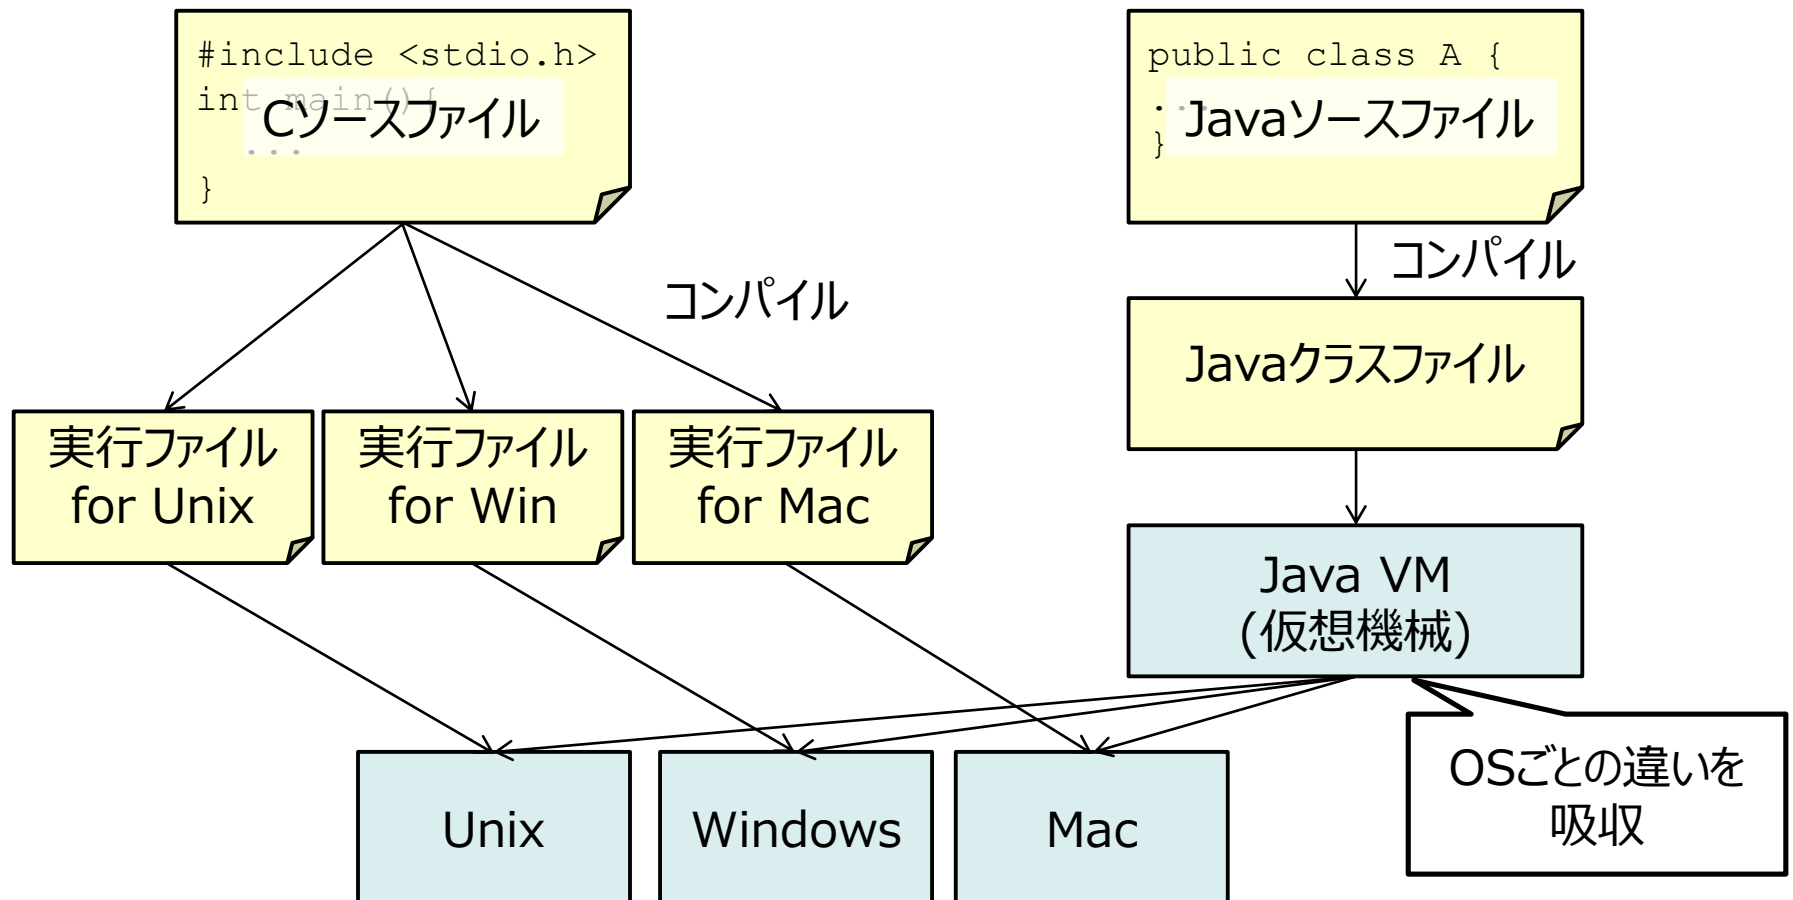 #include <stdio.h>
int main(){
Cソースファイル
...
}
public class A {
...
Javaソースファイル
}
コンパイル
コンパイル
Javaクラスファイル
実行ファイル
for Unix
実行ファイル
for Win
実行ファイル
for Mac
Java VM
(仮想機械)
OSごとの違いを
吸収
Unix
Windows
Mac